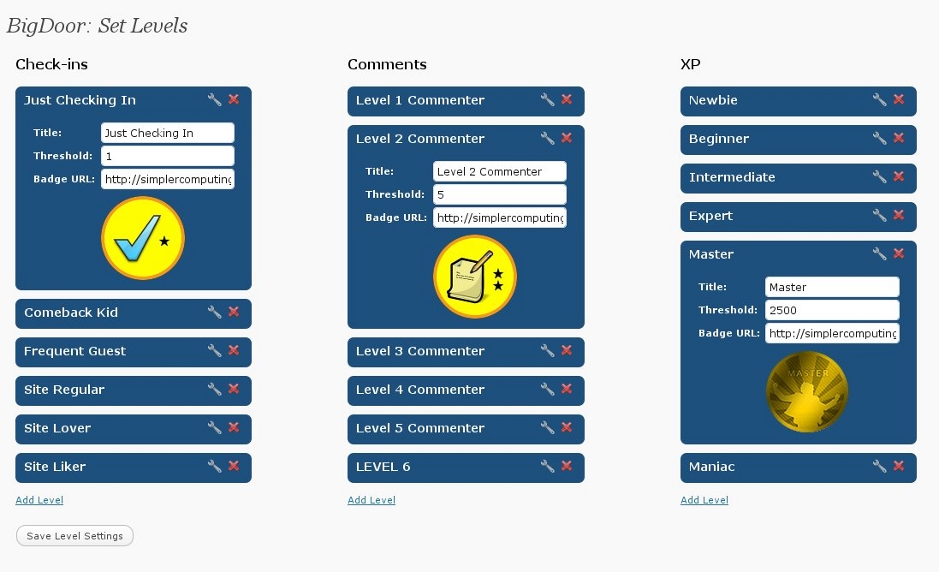 BigDoor: Set Levels
Check-ins
Just Checking In
Title: Just Checking In
Threshold: 1
Badge URL: http://simplercomputing
Comeback Kid
Frequent Guest
Site Regular
Site Lover
Site Liker
Add Level
Comments
Level 1 Commenter
Level 2 Commenter
Title: Level 2 Commenter
Threshold: 5
Badge URL: http://simplercomputing
Level 3 Commenter
Level 4 Commenter
Level 5 Commenter
LEVEL 6
Add Level
XP
Newbie
Beginner
Intermediate
Expert
Master
Title: Master
Threshold: 2500
Badge URL: http://simplercomputing
MASTER
Maniac
Add Level
Save Level Settings